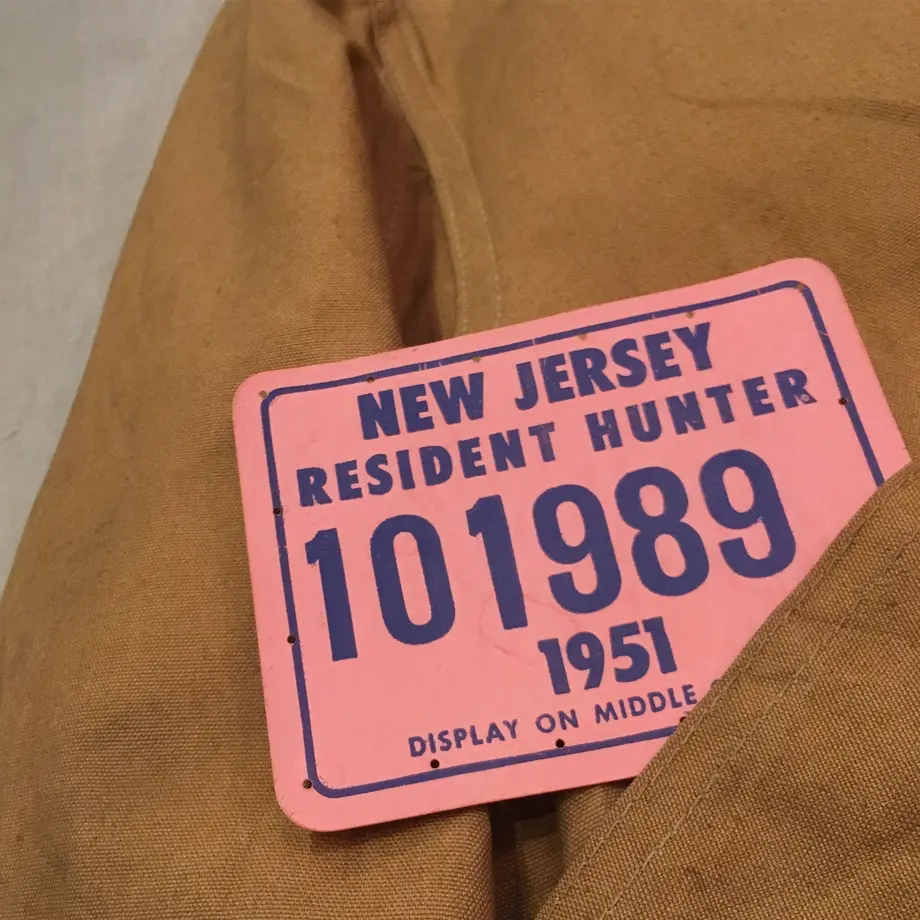 NEW JERSEY
RESIDENT HUNTER
101989
1951
DISPLAY ON MIDDLE